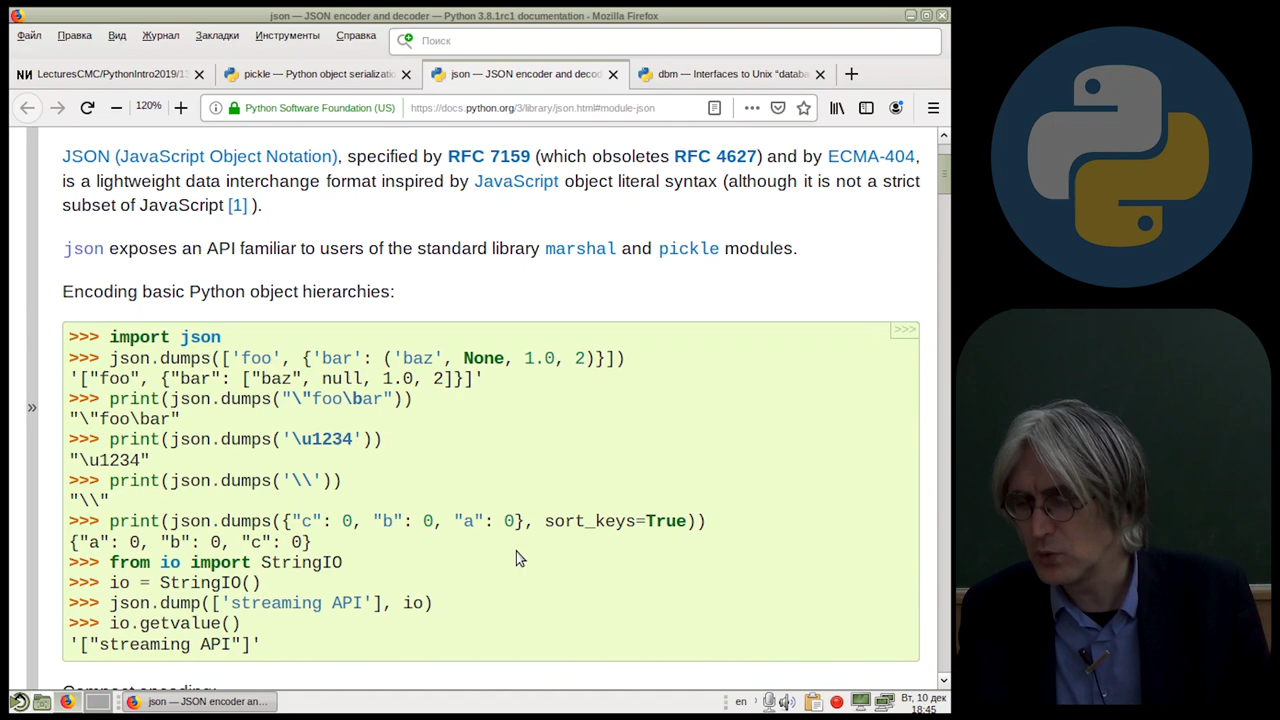 json — JSON encoder and decoder — Python 3.8.1rc1 documentation - Mozilla Firefox
Файл Правка Вид Журнал Закладки Инструменты Справка Поиск
LecturesCMC/PythonIntro2019/13 pickle — Python object serializatio json — JSON encoder and decod dbm — Interfaces to Unix “databa
120% Python Software Foundation (US) https://docs.python.org/3/library/json.html#module-json
JSON (JavaScript Object Notation), specified by RFC 7159 (which obsoletes RFC 4627) and by ECMA-404,
is a lightweight data interchange format inspired by JavaScript object literal syntax (although it is not a strict
subset of JavaScript [1] ).
json exposes an API familiar to users of the standard library marshal and pickle modules.
Encoding basic Python object hierarchies:
>>>
>>> import json
>>> json.dumps(['foo', {'bar': ('baz', None, 1.0, 2)}])
'["foo", {"bar": ["baz", null, 1.0, 2]}]'
>>> print(json.dumps("\"foo\bar"))
"\"foo\bar"
>>> print(json.dumps('\u1234'))
"\u1234"
>>> print(json.dumps('\\'))
"\\"
>>> print(json.dumps({"c": 0, "b": 0, "a": 0}, sort_keys=True))
{"a": 0, "b": 0, "c": 0}
>>> from io import StringIO
>>> io = StringIO()
>>> json.dump(['streaming API'], io)
>>> io.getvalue()
'["streaming API"]'
json — JSON encoder an… en Вт, 10 дек
18:45